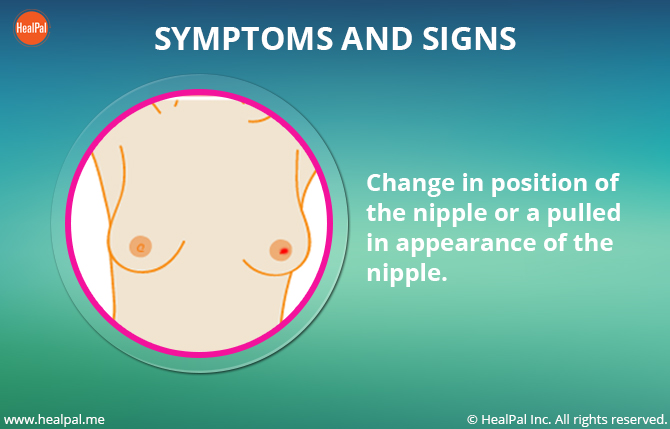 HealPal
SYMPTOMS AND SIGNS
Change in position of
the nipple or a pulled
in appearance of the
nipple.
www.healpal.me
© HealPal Inc. All rights reserved.